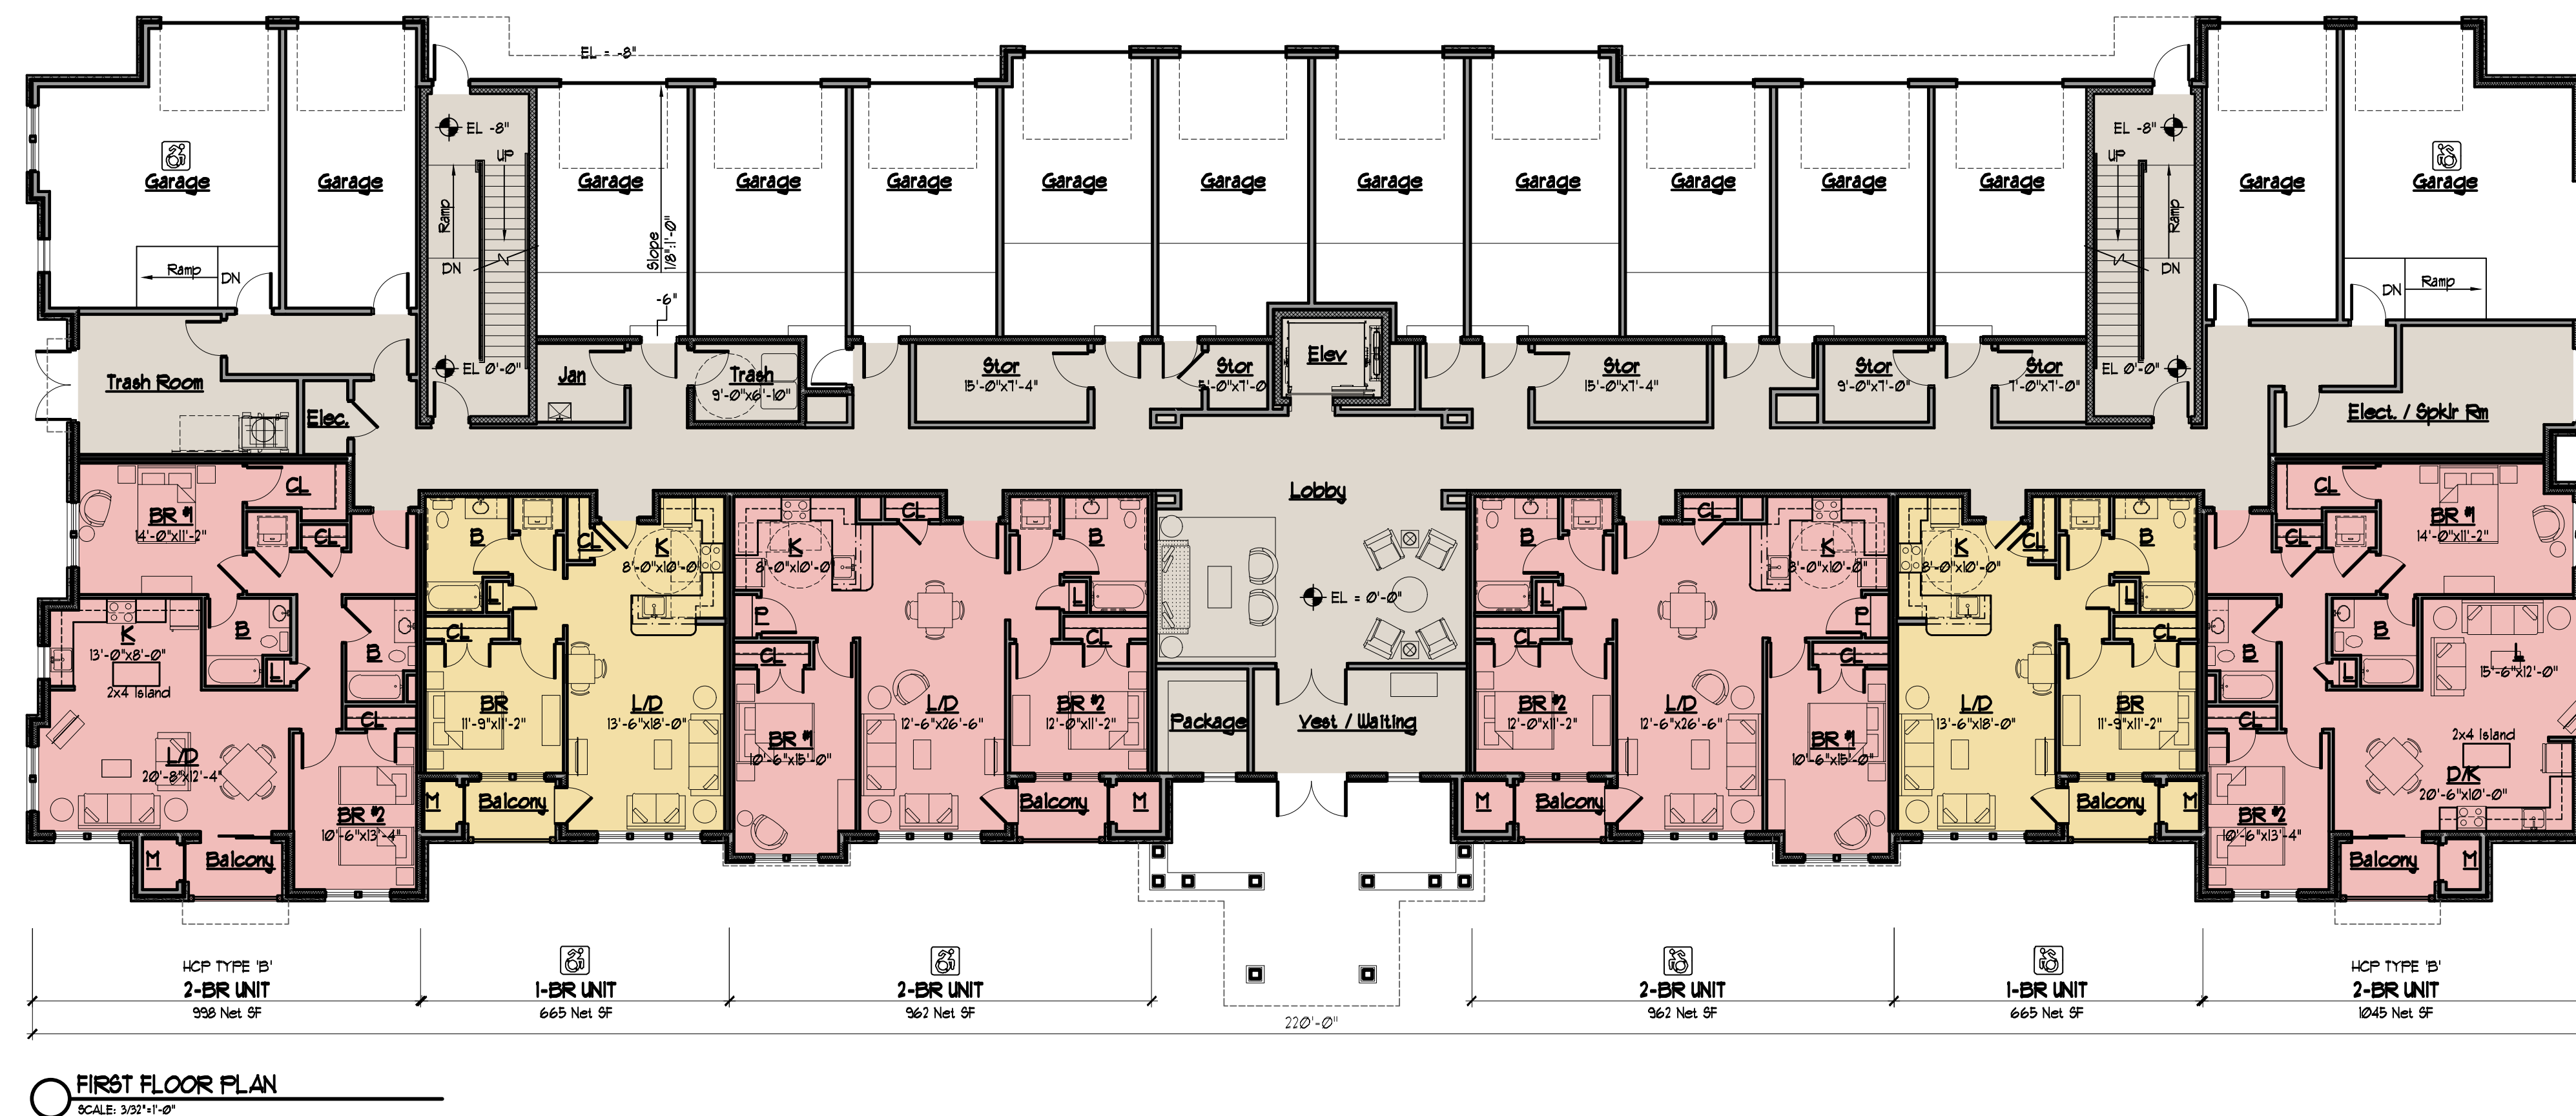 EL = -8"
EL -8"
EL -8"
UP
UP
Garage
Garage
Garage
Garage
Garage
Garage
Garage
Garage
Garage
Garage
Garage
Garage
Garage
Garage
Ramp
Slope
1/8":1'-0"
Ramp
Ramp
DN
DN
DN
DN
Ramp
-6"
Trash Room
Elec.
EL 0'-0"
Jan
Trash
9'-0"x6'-10"
Stor
15'-0"x7'-4"
Stor
5'-0"x7'-0
Elev
Stor
15'-0"x7'-4"
Stor
9'-0"x7'-0"
Stor
7'-0"x7'-0"
EL 0'-0"
Elect. / Spklr Rm
Lobby
EL = 0'-0"
Package
Vest / Waiting
BR #1
14'-0"x11'-2"
CL
CL
K
13'-0"x8'-0"
2x4 Island
B
L
B
CL
L/D
20'-8"x12'-4"
BR #2
10'-6"x13'-4"
M
Balcony
B
CL
K
8'-0"x10'-0"
L
CL
BR
11'-9"x11'-2"
L/D
13'-6"x18'-0"
M
Balcony
K
8'-0"x10'-0"
CL
B
P
L
CL
CL
BR #1
10'-6"x15'-0"
L/D
12'-6"x26'-6"
BR #2
12'-0"x11'-2"
Balcony
M
B
CL
K
8'-0"x10'-0"
L
P
CL
CL
BR #2
12'-0"x11'-2"
L/D
12'-6"x26'-6"
BR #1
10'-6"x15'-0"
M
Balcony
K
8'-0"x10'-0"
CL
B
L
CL
L/D
13'-6"x18'-0"
BR
11'-9"x11'-2"
Balcony
M
CL
BR #1
14'-0"x11'-2"
CL
B
B
L
L
15'-6"x12'-0"
CL
2x4 Island
D/K
20'-6"x10'-0"
BR #2
10'-6"x13'-4"
Balcony
M
HCP TYPE 'B'
2-BR UNIT
998 Net SF
1-BR UNIT
665 Net SF
2-BR UNIT
962 Net SF
2-BR UNIT
962 Net SF
1-BR UNIT
665 Net SF
HCP TYPE 'B'
2-BR UNIT
1045 Net SF
220'-0"
FIRST FLOOR PLAN
SCALE: 3/32"=1'-0"